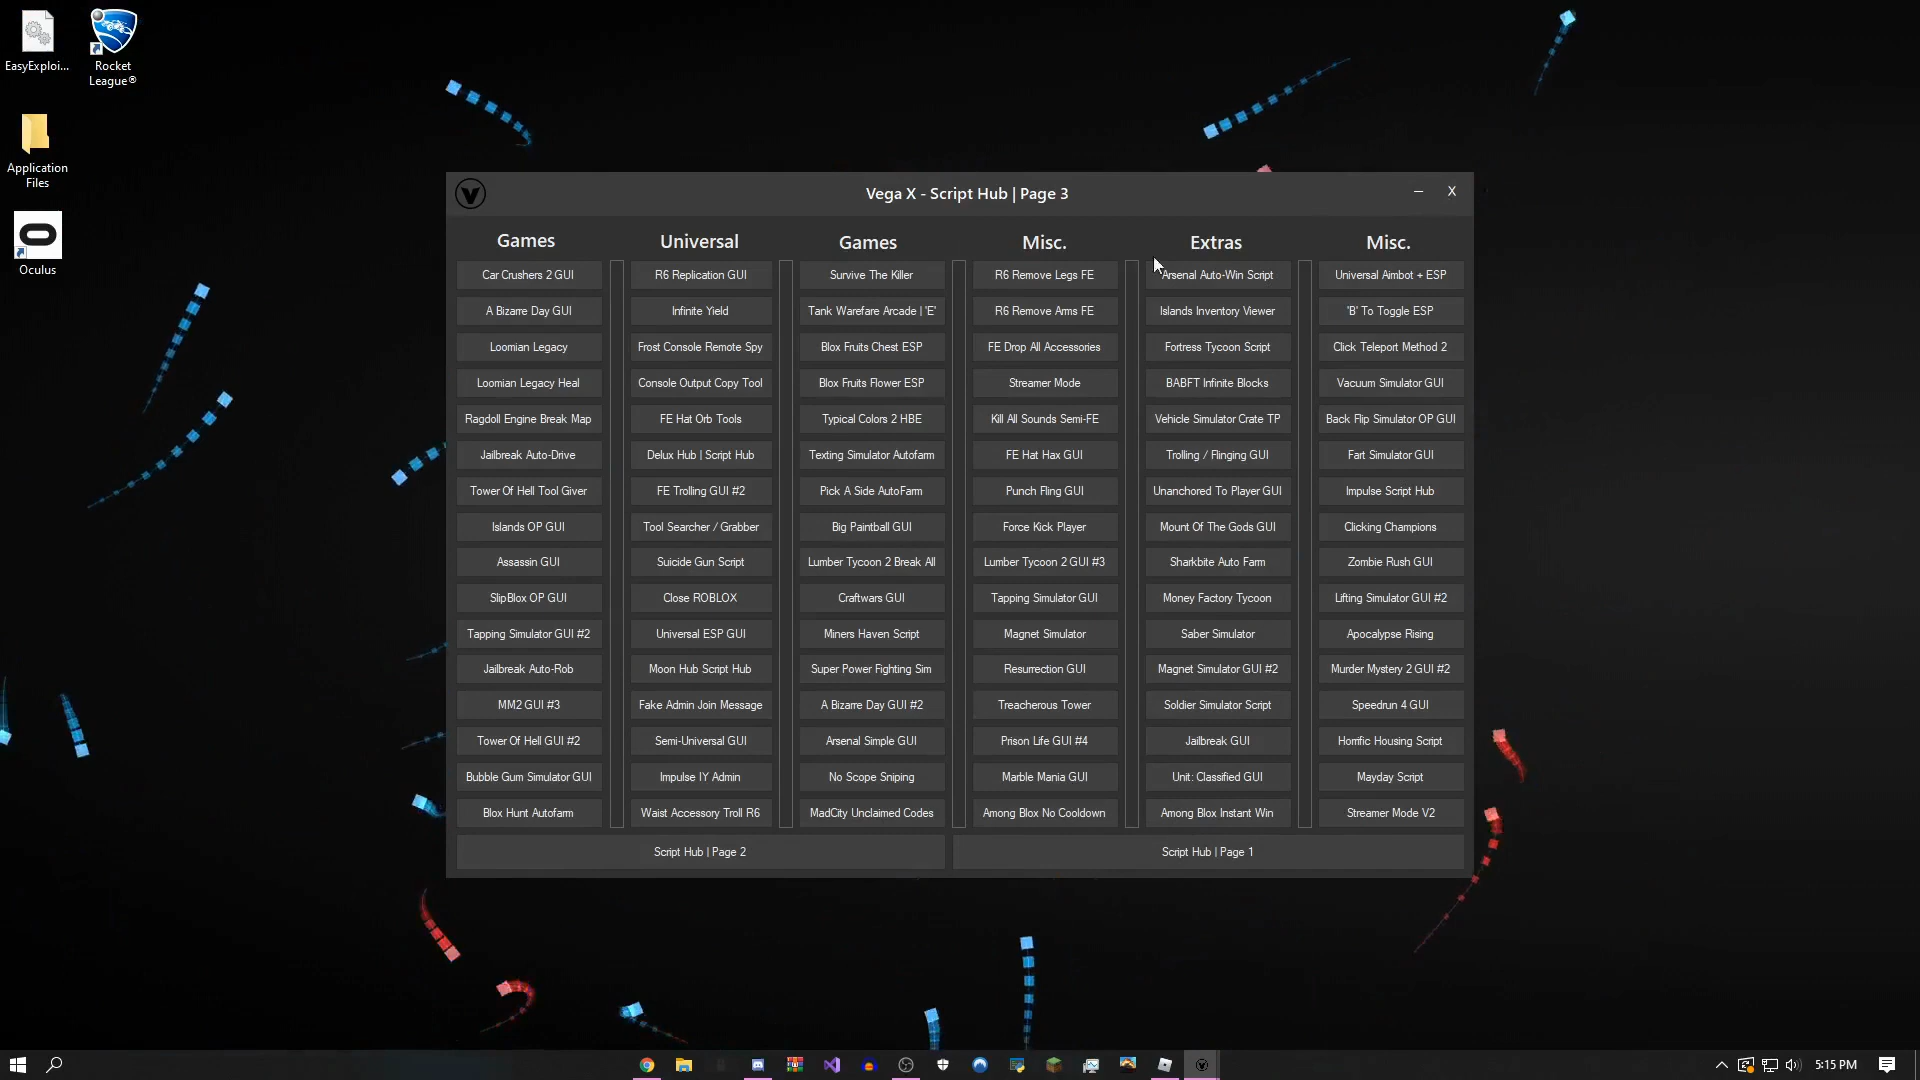 EasyExploi...
Rocket
League®
Application
Files
Oculus
Vega X - Script Hub | Page 3
Games
Universal
Games
Misc.
Extras
Misc.
Car Crushers 2 GUI
R6 Replication GUI
Survive The Killer
R6 Remove Legs FE
Arsenal Auto-Win Script
Universal Aimbot + ESP
A Bizarre Day GUI
Infinite Yield
Tank Warefare Arcade | 'E'
R6 Remove Arms FE
Islands Inventory Viewer
'B' To Toggle ESP
Loomian Legacy
Frost Console Remote Spy
Blox Fruits Chest ESP
FE Drop All Accessories
Fortress Tycoon Script
Click Teleport Method 2
Loomian Legacy Heal
Console Output Copy Tool
Blox Fruits Flower ESP
Streamer Mode
BABFT Infinite Blocks
Vacuum Simulator GUI
Ragdoll Engine Break Map
FE Hat Orb Tools
Typical Colors 2 HBE
Kill All Sounds Semi-FE
Vehicle Simulator Crate TP
Back Flip Simulator OP GUI
Jailbreak Auto-Drive
Delux Hub | Script Hub
Texting Simulator Autofarm
FE Hat Hax GUI
Trolling / Flinging GUI
Fart Simulator GUI
Tower Of Hell Tool Giver
FE Trolling GUI #2
Pick A Side AutoFarm
Punch Fling GUI
Unanchored To Player GUI
Impulse Script Hub
Islands OP GUI
Tool Searcher / Grabber
Big Paintball GUI
Force Kick Player
Mount Of The Gods GUI
Clicking Champions
Assassin GUI
Suicide Gun Script
Lumber Tycoon 2 Break All
Lumber Tycoon 2 GUI #3
Sharkbite Auto Farm
Zombie Rush GUI
SlipBlox OP GUI
Close ROBLOX
Craftwars GUI
Tapping Simulator GUI
Money Factory Tycoon
Lifting Simulator GUI #2
Tapping Simulator GUI #2
Universal ESP GUI
Miners Haven Script
Magnet Simulator
Saber Simulator
Apocalypse Rising
Jailbreak Auto-Rob
Moon Hub Script Hub
Super Power Fighting Sim
Resurrection GUI
Magnet Simulator GUI #2
Murder Mystery 2 GUI #2
MM2 GUI #3
Fake Admin Join Message
A Bizarre Day GUI #2
Treacherous Tower
Soldier Simulator Script
Speedrun 4 GUI
Tower Of Hell GUI #2
Semi-Universal GUI
Arsenal Simple GUI
Prison Life GUI #4
Jailbreak GUI
Horrific Housing Script
Bubble Gum Simulator GUI
Impulse IY Admin
No Scope Sniping
Marble Mania GUI
Unit: Classified GUI
Mayday Script
Blox Hunt Autofarm
Waist Accessory Troll R6
MadCity Unclaimed Codes
Among Blox No Cooldown
Among Blox Instant Win
Streamer Mode V2
Script Hub | Page 2
Script Hub | Page 1
5:15 PM